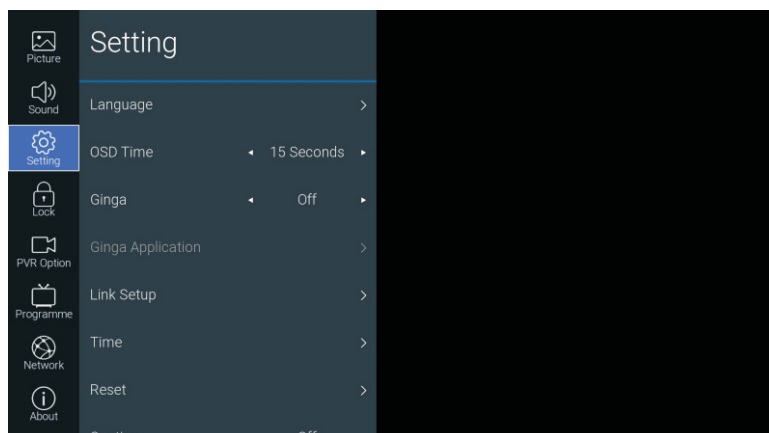 Setting
Picture
Sound
Setting
Lock
PVR Option
Programme
Network
About
Language
OSD Time 15 Seconds
Ginga Off
Ginga Application
Link Setup
Time
Reset